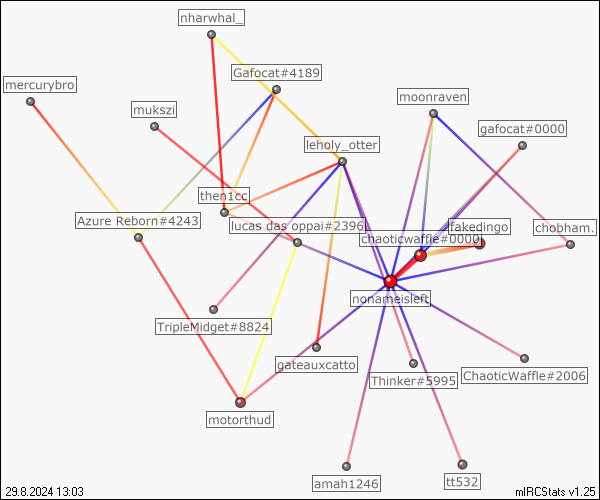 nharwhal_
Gafocat#4189
mercurybro
moonraven
mukszi
gafocat#0000
leholy_otter
then1cc
Azure Reborn#4243
lucas das oppai#2396
fakedingo
chobham.
chaoticwaffle#0000
nonameisleft
TripleMidget#8824
gateauxcatto
Thinker#5995
ChaoticWaffle#2006
motorthud
amah1246
tt532
29.8.2024 13:03
mIRCStats v1.25